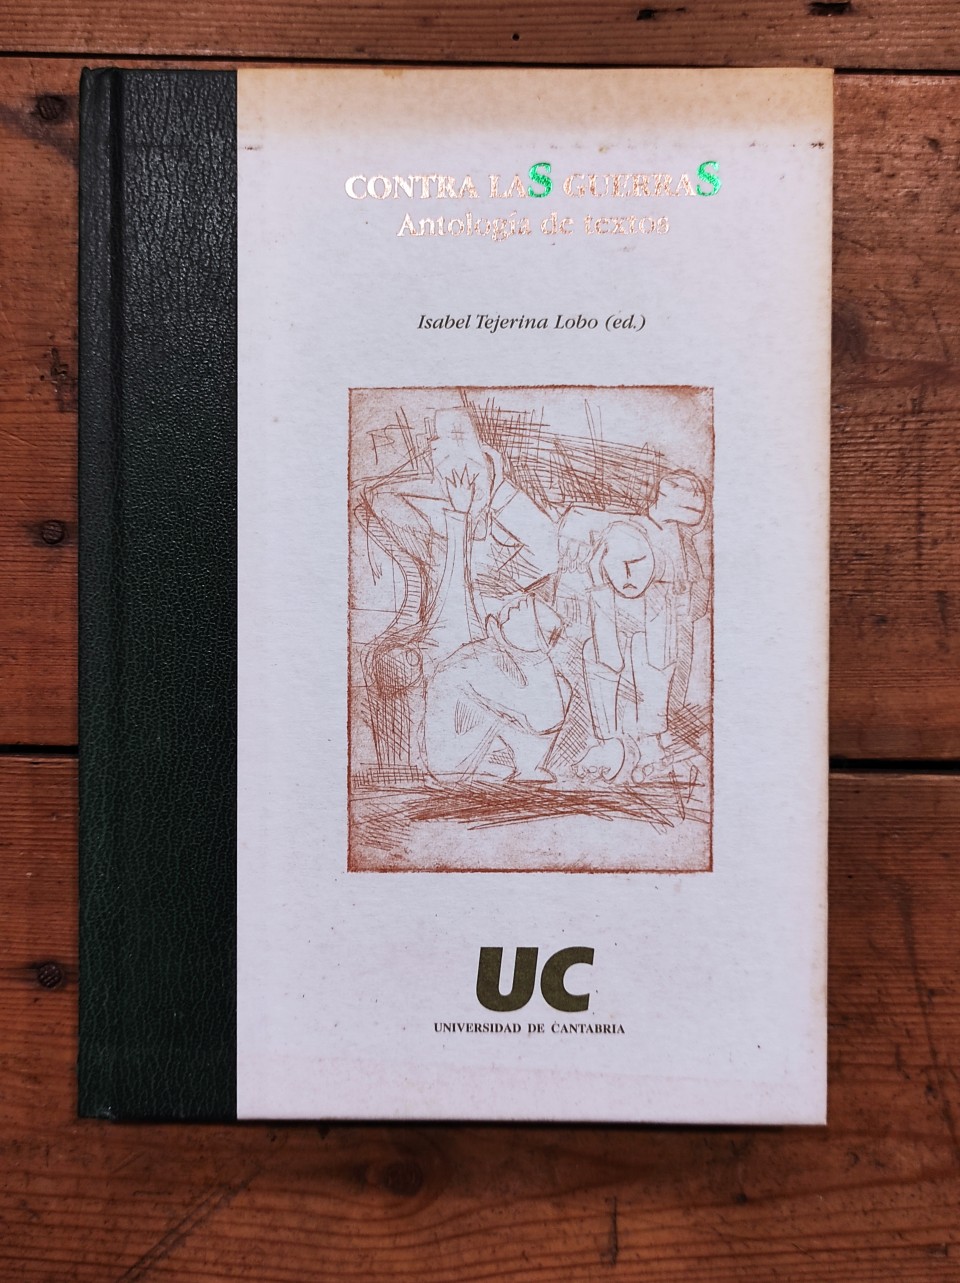 CONTRA LAS GUERRAS
Antología de textos
Isabel Tejerina Lobo (ed.)
UC
UNIVERSIDAD DE CANTABRIA